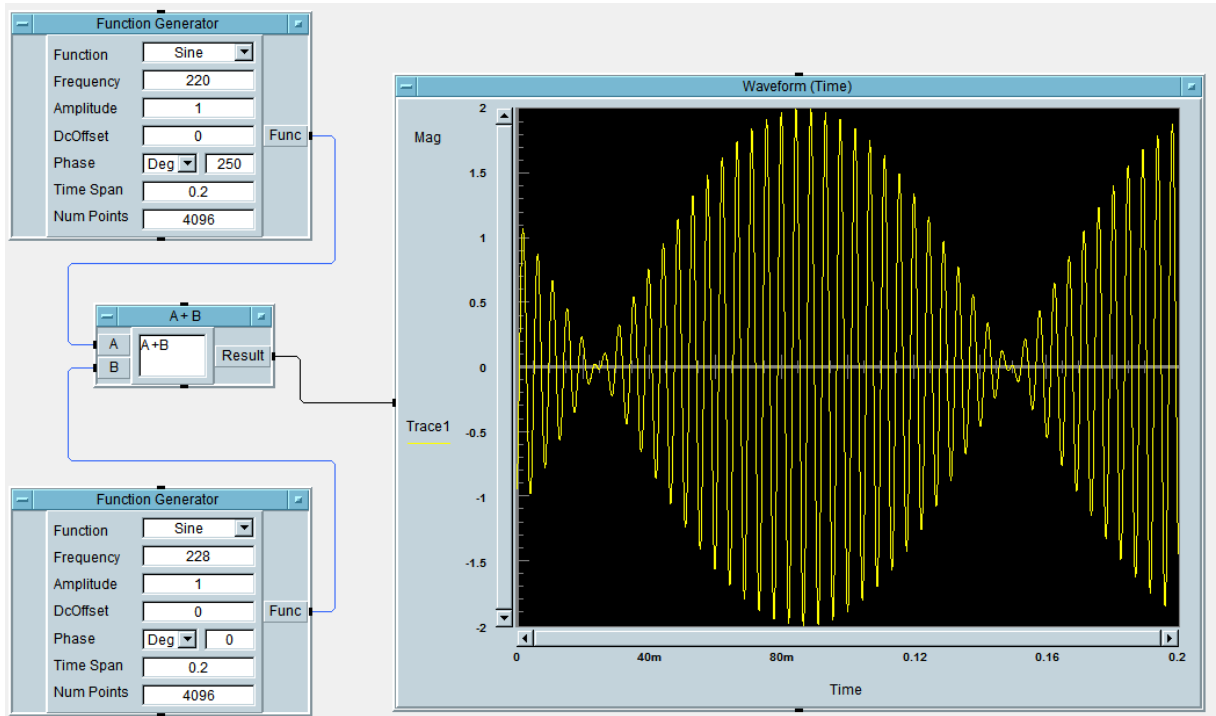 Function Generator
Function Sine
Frequency 220
Amplitude 1
DcOffset 0
Func
Phase Deg 250
Time Span 0.2
Num Points 4096
A + B
A
B
A+B
Result
Function Generator
Function Sine
Frequency 228
Amplitude 1
DcOffset 0
Func
Phase Deg 0
Time Span 0.2
Num Points 4096
Waveform (Time)
Mag
Trace1
2
1.5
1
0.5
0
-0.5
-1
-1.5
-2
0 40m 80m 0.12 0.16 0.2
Time